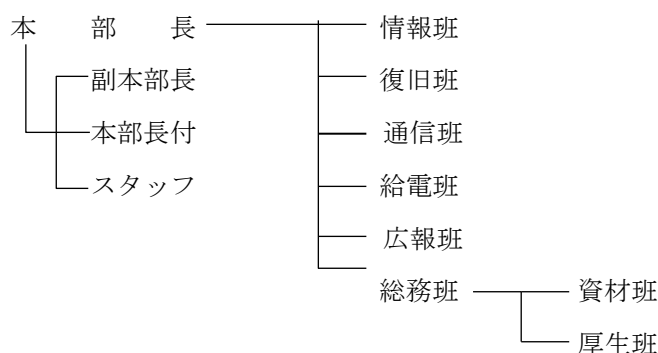 本部長
情報班
副本部長
復旧班
本部長付
通信班
スタッフ
給電班
広報班
総務班
資材班
厚生班